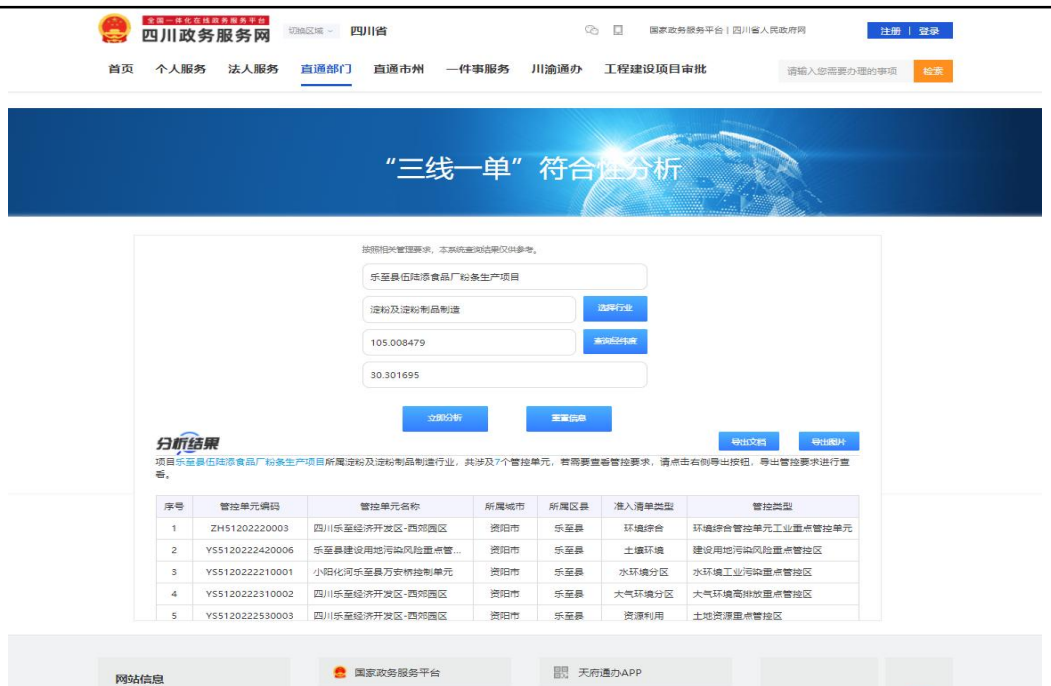 全国一体化在线政务服务平台
四川政务服务网 切换区域 四川省 国家政务服务平台 | 四川省人民政府网 注册 | 登录
首页 个人服务 法人服务 直通部门 直通市州 一件事服务 川渝通办 工程建设项目审批 请输入您需要办理的事项 检索
“三线一单”符合性分析
按照相关管理要求，本系统查询结果仅供参考。
乐至县伍陆添食品厂粉条生产项目
淀粉及淀粉制品制造 选择行业
105.008479 查询经纬度
30.301695
立即分析 重置信息
分析结果 导出文档 导出图片
项目乐至县伍陆添食品厂粉条生产项目所属淀粉及淀粉制品制造行业，共涉及7个管控单元，若需要查看管控要求，请点击右侧导出按钮，导出管控要求进行查
看。
序号 管控单元编码 管控单元名称 所属城市 所属区县 准入清单类型 管控类型
1 ZH51202220003 四川乐至经济开发区-西郊园区 资阳市 乐至县 环境综合 环境综合管控单元工业重点管控单元
2 YS5120222420006 乐至县建设用地污染风险重点管... 资阳市 乐至县 土壤环境 建设用地污染风险重点管控区
3 YS5120222210001 小阳化河乐至县万安桥控制单元 资阳市 乐至县 水环境分区 水环境工业污染重点管控区
4 YS5120222310002 四川乐至经济开发区-西郊园区 资阳市 乐至县 大气环境分区 大气环境高排放重点管控区
5 YS5120222530003 四川乐至经济开发区-西郊园区 资阳市 乐至县 资源利用 土地资源重点管控区
网站信息 国家政务服务平台 天府通办APP